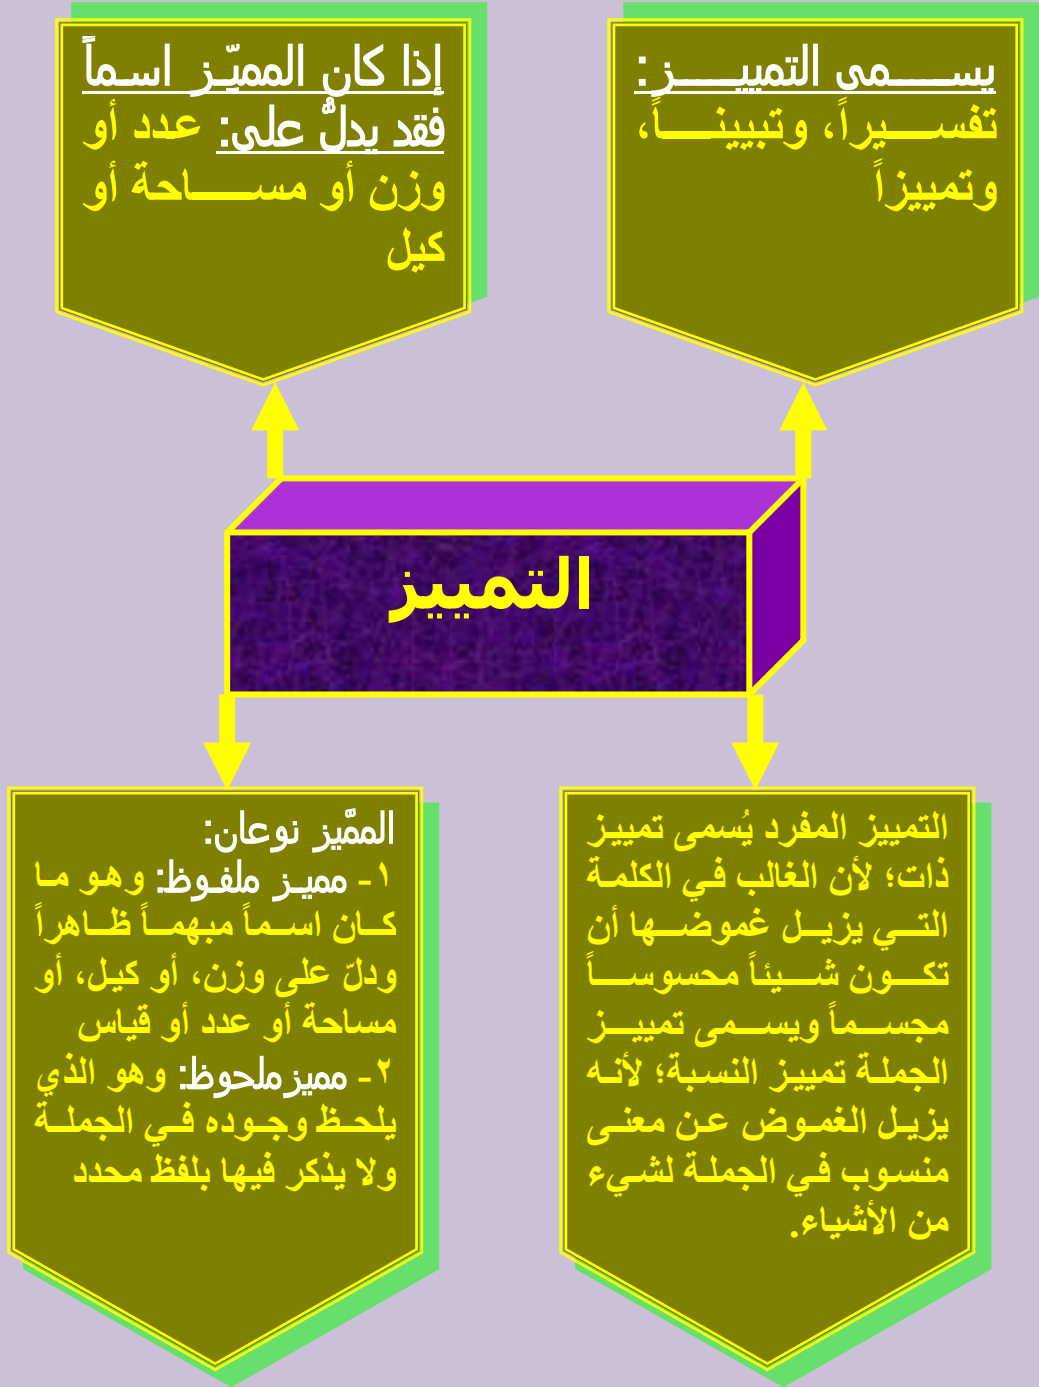 يسمى التمييز:
تفسيراً، وتبييناً،
وتمييزاً
إذا كان المميّز اسماً
فقد يدلُّ على: عدد أو
وزن أو مساحة أو
كيل
التمييز
التمييز المفرد يُسمى تمييز
ذات؛ لأن الغالب في الكلمة
التي يزيل غموضها أن
تكون شيئاً محسوساً
مجسماً ويسمى تمييز
الجملة تمييز النسبة؛ لأنه
يزيل الغموض عن معنى
منسوب في الجملة لشيء
من الأشياء.
الممّيز نوعان:
١- مميز ملفوظ: وهو ما
كان اسماً مبهماً ظاهراً
ودلّ على وزن، أو كيل، أو
مساحة أو عدد أو قياس
٢- مميز ملحوظ: وهو الذي
يلحظ وجوده في الجملة
ولا يذكر فيها بلفظ محدد